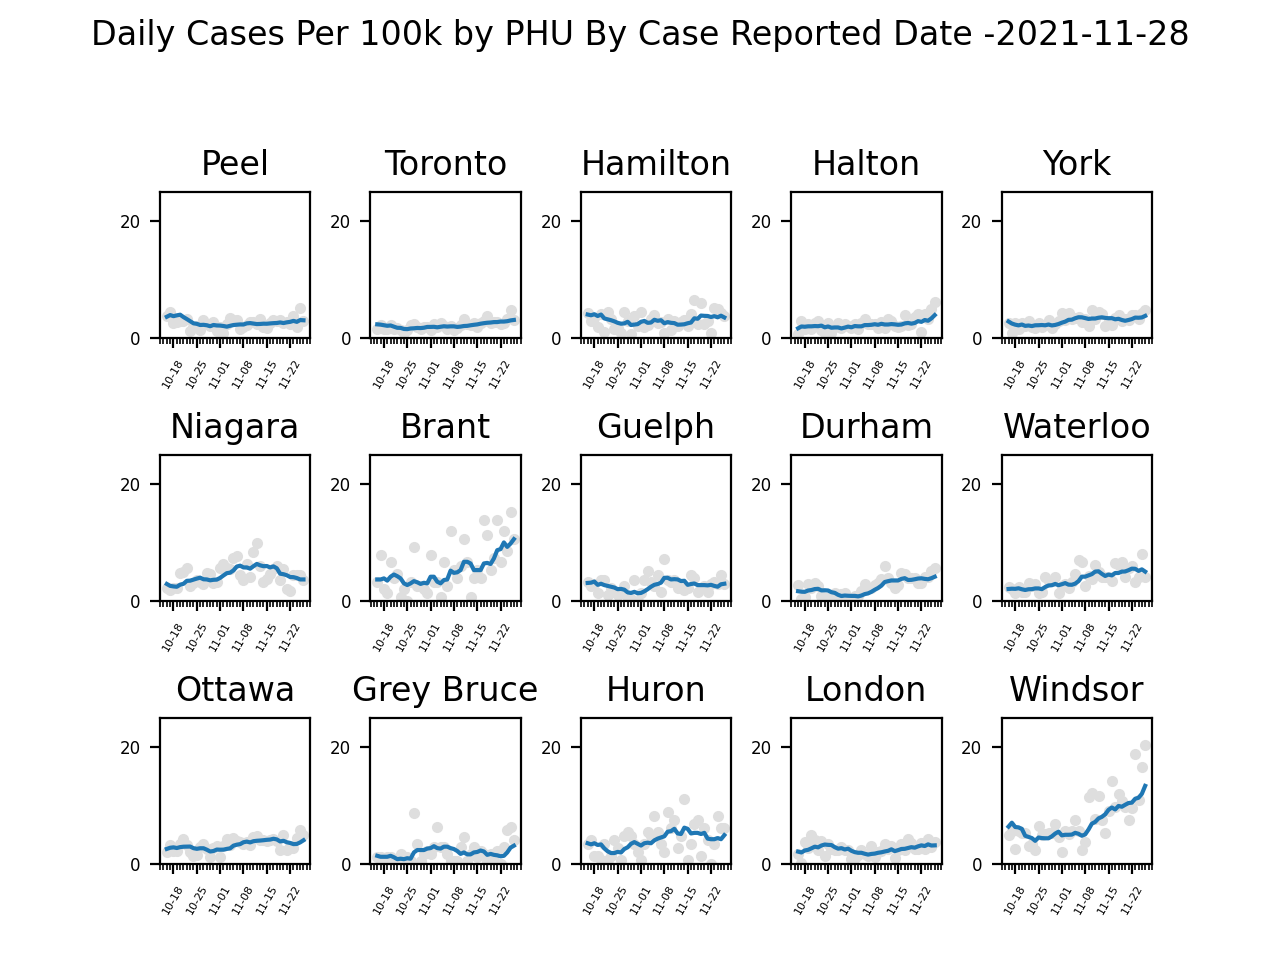 Daily Cases Per 100k by PHU By Case Reported Date -2021-11-28
Peel Toronto Hamilton Halton York
20 20 20 20 20
0 0 0 0 0
10-18 10-25 11-01 11-08 11-15 11-22 10-18 10-25 11-01 11-08 11-15 11-22 10-18 10-25 11-01 11-08 11-15 11-22 10-18 10-25 11-01 11-08 11-15 11-22 10-18 10-25 11-01 11-08 11-15 11-22
Niagara Brant Guelph Durham Waterloo
20 20 20 20 20
0 0 0 0 0
10-18 10-25 11-01 11-08 11-15 11-22 10-18 10-25 11-01 11-08 11-15 11-22 10-18 10-25 11-01 11-08 11-15 11-22 10-18 10-25 11-01 11-08 11-15 11-22 10-18 10-25 11-01 11-08 11-15 11-22
Ottawa Grey Bruce Huron London Windsor
20 20 20 20 20
0 0 0 0 0
10-18 10-25 11-01 11-08 11-15 11-22 10-18 10-25 11-01 11-08 11-15 11-22 10-18 10-25 11-01 11-08 11-15 11-22 10-18 10-25 11-01 11-08 11-15 11-22 10-18 10-25 11-01 11-08 11-15 11-22